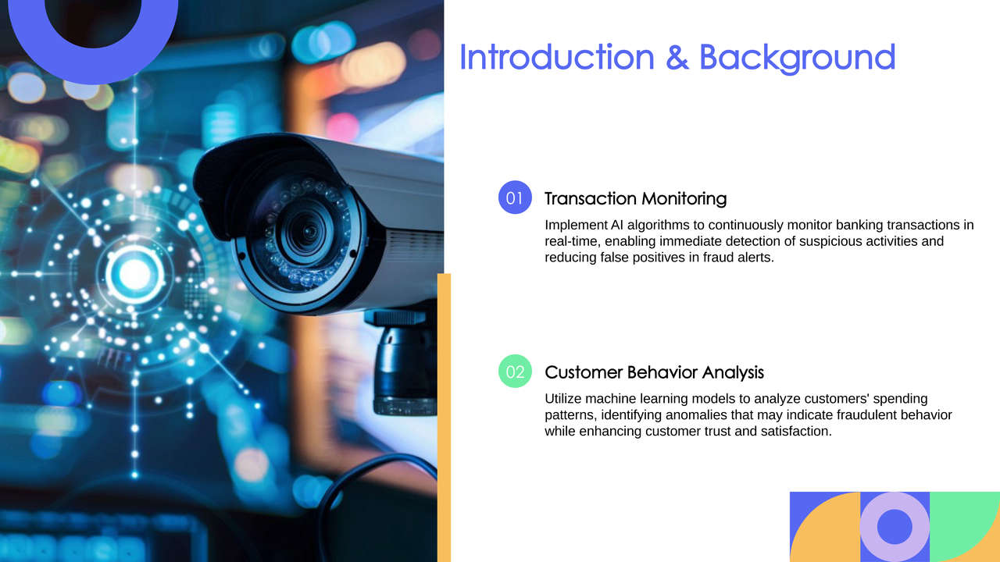 Introduction & Background
01
Transaction Monitoring
Implement AI algorithms to continuously monitor banking transactions in
real-time, enabling immediate detection of suspicious activities and
reducing false positives in fraud alerts.
02
Customer Behavior Analysis
Utilize machine learning models to analyze customers' spending
patterns, identifying anomalies that may indicate fraudulent behavior
while enhancing customer trust and satisfaction.